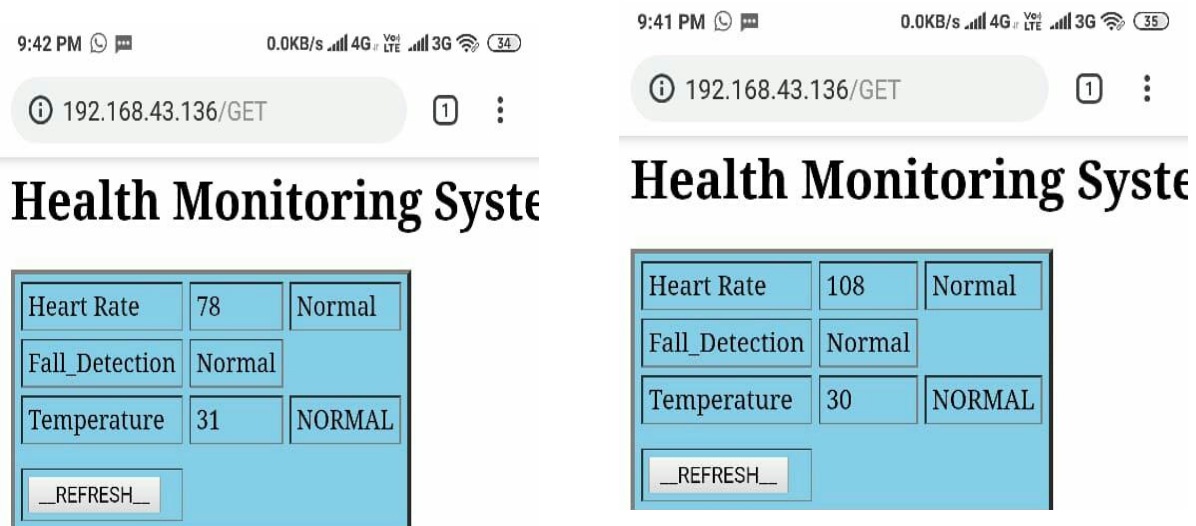 9:42 PM 0.0KB/s 4G Vo) LTE 3G 34
192.168.43.136/GET 1
Health Monitoring Syste
Heart Rate 78 Normal
Fall_Detection Normal
Temperature 31 NORMAL
__REFRESH__
9:41 PM 0.0KB/s 4G Vo) LTE 3G 35
192.168.43.136/GET 1
Health Monitoring Syste
Heart Rate 108 Normal
Fall_Detection Normal
Temperature 30 NORMAL
__REFRESH__